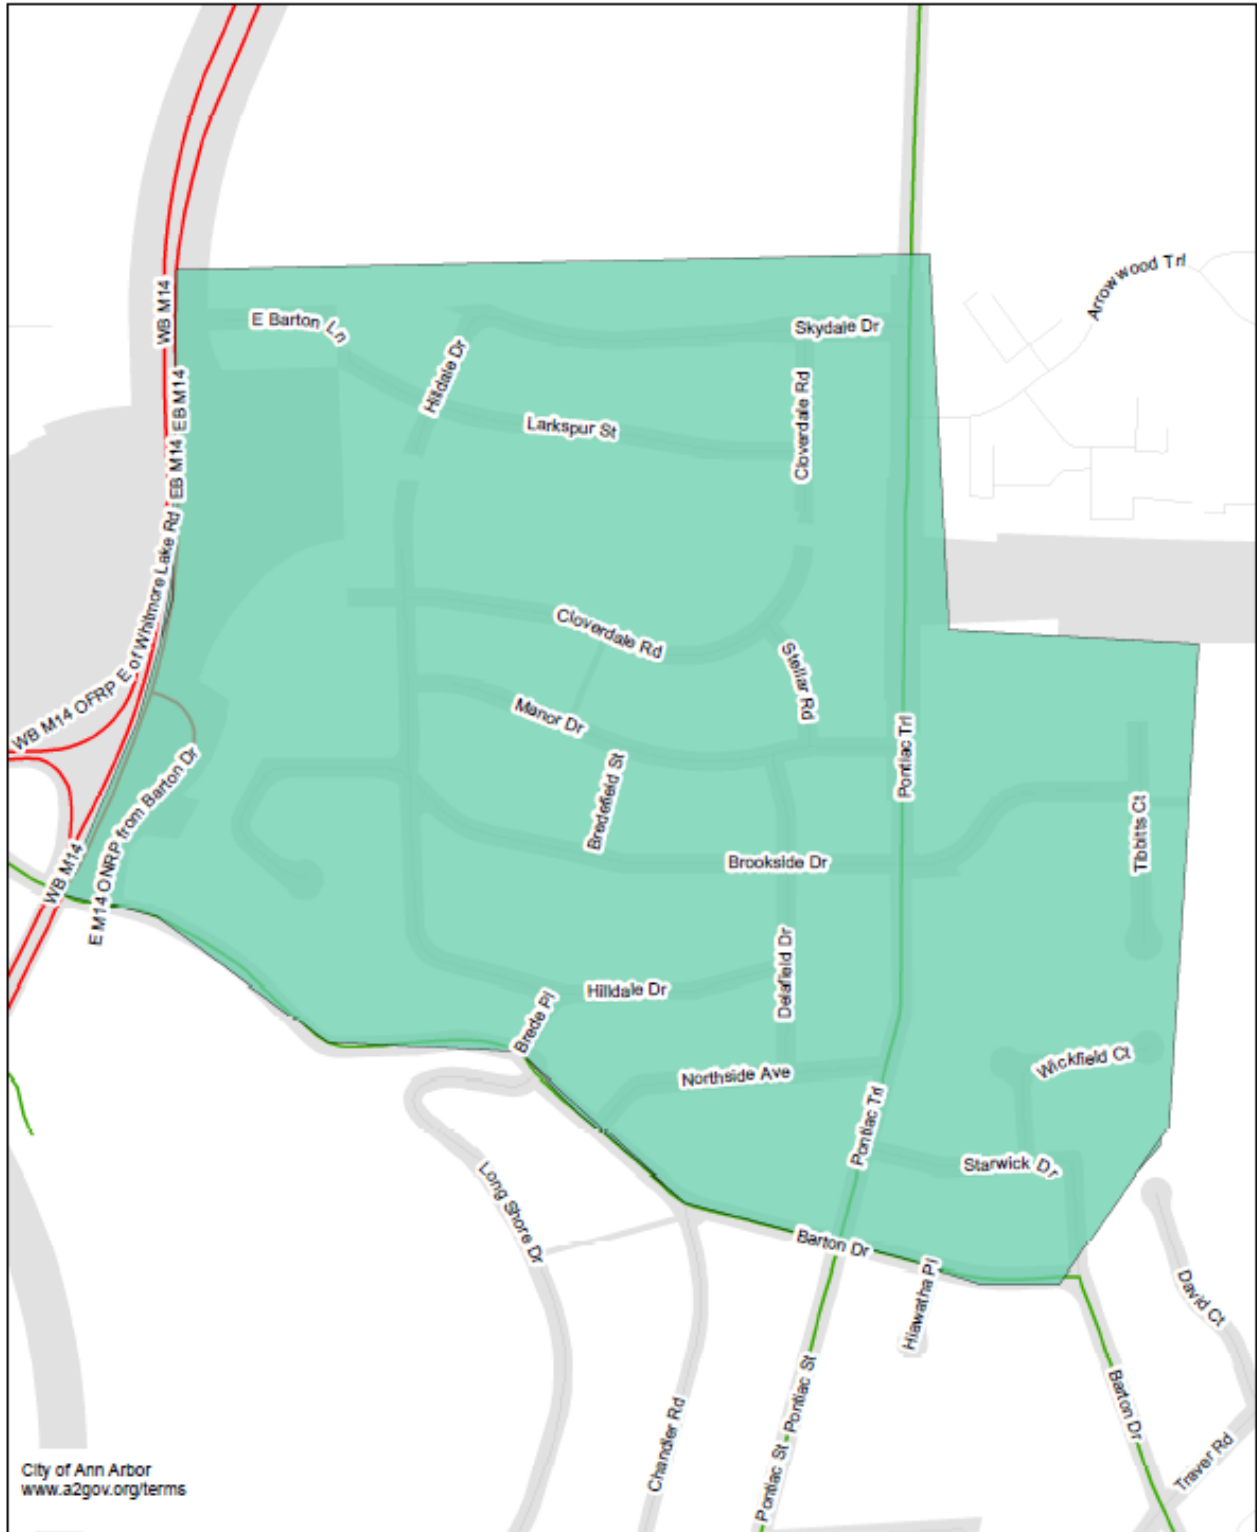 Arrowwood Trl
WB M14
E Barton Ln
Skydale Dr
Hilldale Dr
EB M14
Cloverdale Rd
Larkspur St
EB M14
WB M14 OFRP E of Whitmore Lake Rd
Cloverdale Rd
Stellar Rd
Manor Dr
Pontiac Trl
Bredefield St
E M14 ONRP from Barton Dr
Tibbitts Ct
WB M14
Brookside Dr
Delafield Dr
Hilldale Dr
Brede Pl
Wickfield Ct
Northside Ave
Pontiac Trl
Starwick Dr
Long Shore Dr
Barton Dr
Hiawatha Pl
David Ct
Pontiac St
Barton Dr
Chandler Rd
Pontiac St
Traver Rd
City of Ann Arbor
www.a2gov.org/terms